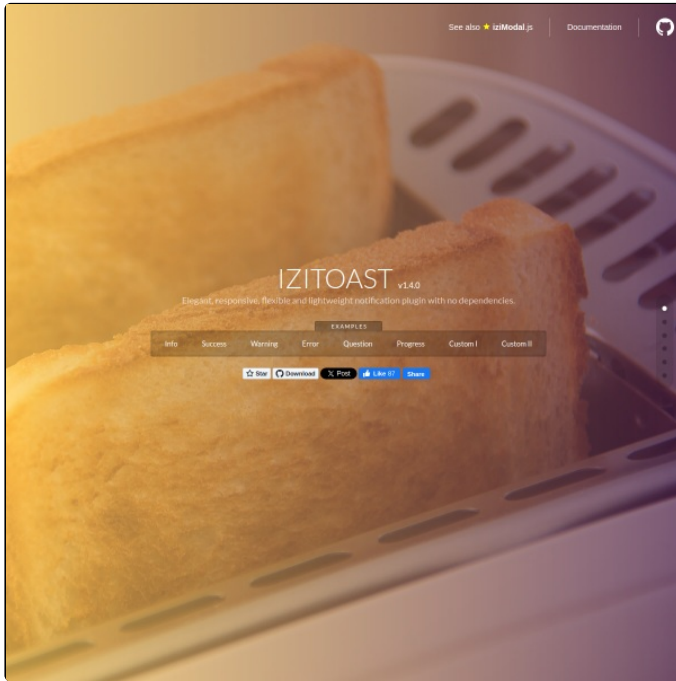 See also ★ iziModal.js
Documentation
IZITOAST v1.4.0
Elegant, responsive, flexible and lightweight notification plugin with no dependencies.
EXAMPLES
Info Success Warning Error Question Progress Custom I Custom II
Star Download Post Like 87 Share